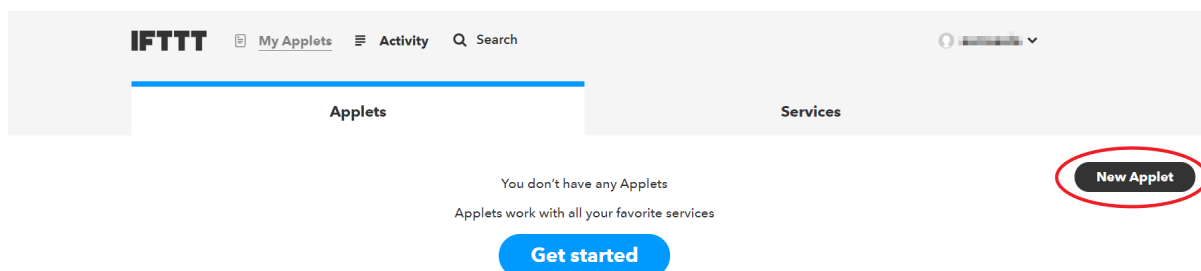 IFTTT My Applets Activity Search
Applets Services
New Applet
You don't have any Applets
Applets work with all your favorite services
Get started